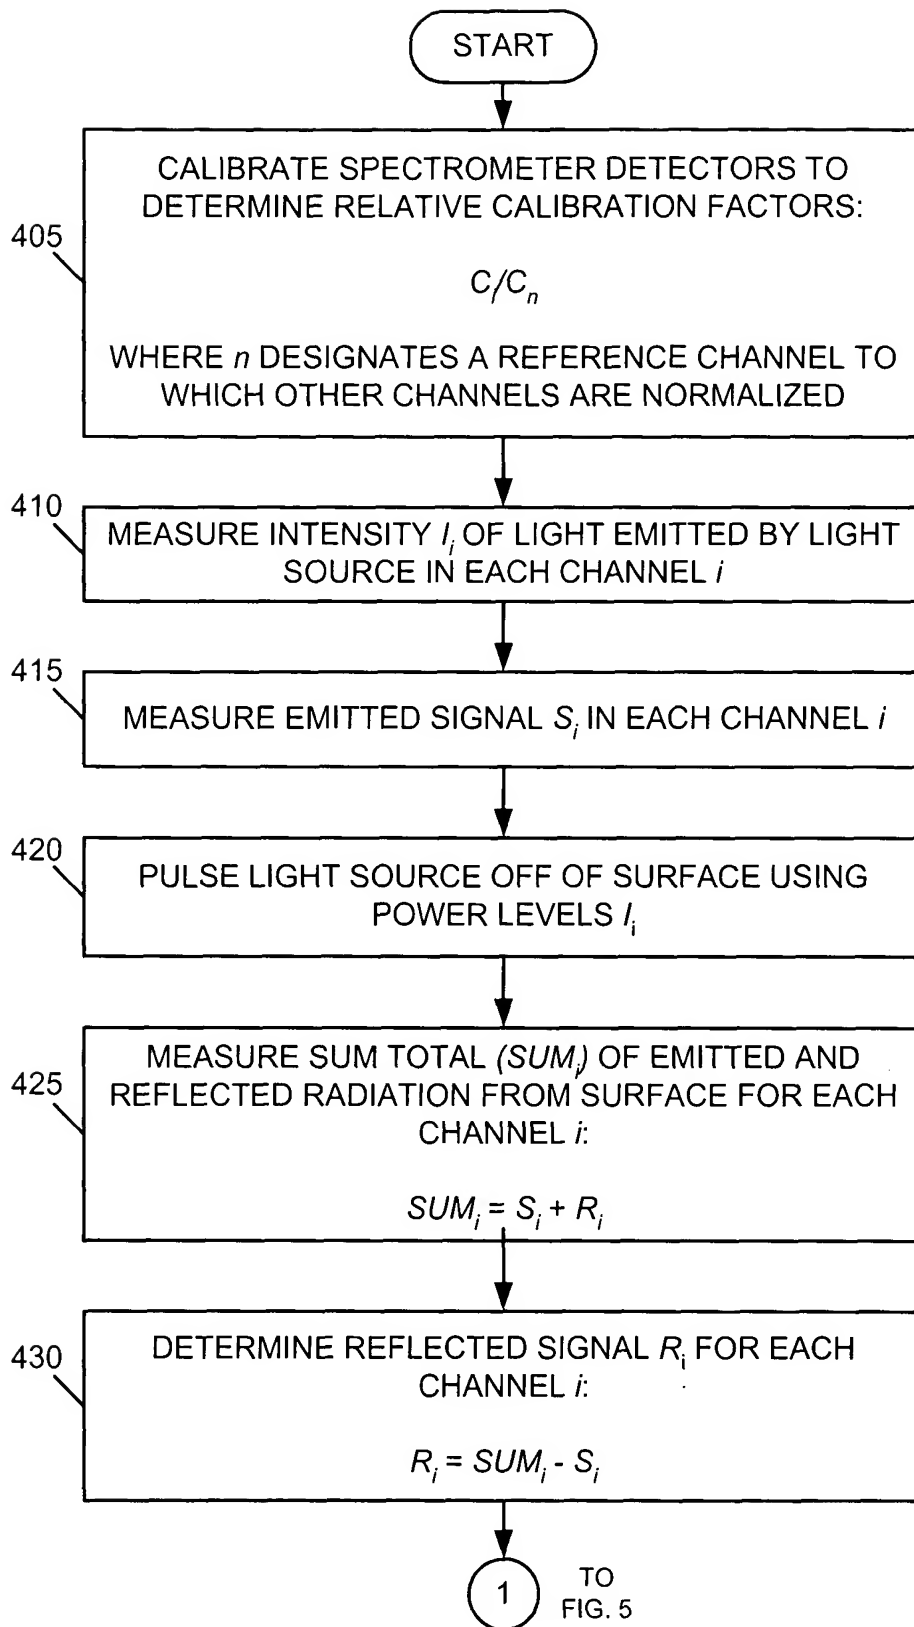 START
405
CALIBRATE SPECTROMETER DETECTORS TO
DETERMINE RELATIVE CALIBRATION FACTORS:
C_i/C_n
WHERE n DESIGNATES A REFERENCE CHANNEL TO
WHICH OTHER CHANNELS ARE NORMALIZED
410
MEASURE INTENSITY I_i OF LIGHT EMITTED BY LIGHT
SOURCE IN EACH CHANNEL i
415
MEASURE EMITTED SIGNAL S_i IN EACH CHANNEL i
420
PULSE LIGHT SOURCE OFF OF SURFACE USING
POWER LEVELS I_i
425
MEASURE SUM TOTAL (SUM_i) OF EMITTED AND
REFLECTED RADIATION FROM SURFACE FOR EACH
CHANNEL i:
SUM_i = S_i + R_i
430
DETERMINE REFLECTED SIGNAL R_i FOR EACH
CHANNEL i:
R_i = SUM_i - S_i
1
TO
FIG. 5